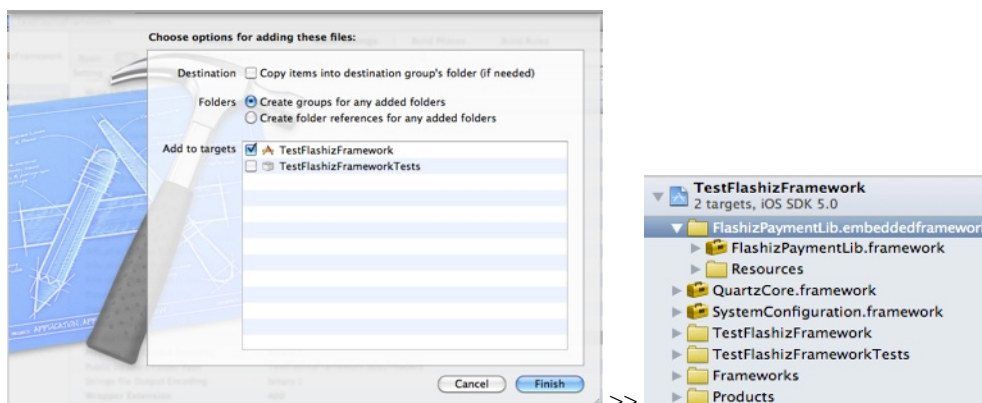 Choose options for adding these files:
Destination Copy items into destination group's folder (if needed)
Folders Create groups for any added folders
Create folder references for any added folders
Add to targets TestFlashizFramework
TestFlashizFrameworkTests
Cancel Finish
>>
TestFlashizFramework
2 targets, iOS SDK 5.0
FlashizPaymentLib.embeddedframewor
FlashizPaymentLib.framework
Resources
QuartzCore.framework
SystemConfiguration.framework
TestFlashizFramework
TestFlashizFrameworkTests
Frameworks
Products